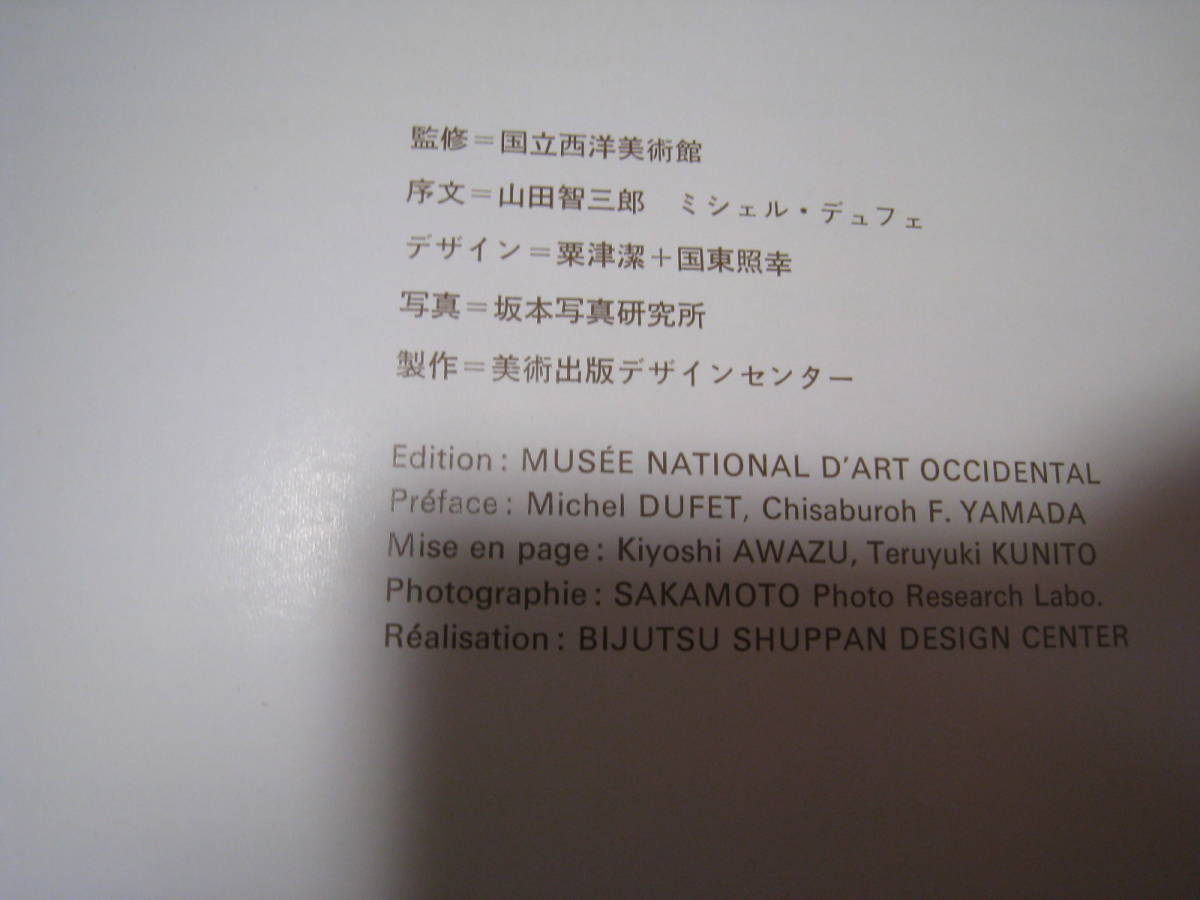 監修＝国立西洋美術館
序文＝山田智三郎　ミシェル・デュフェ
デザイン＝粟津潔＋国東照幸
写真＝坂本写真研究所
製作＝美術出版デザインセンター
Edition: MUSÉE NATIONAL D'ART OCCIDENTAL
Préface: Michel DUFET, Chisaburoh F. YAMADA
Mise en page: Kiyoshi AWAZU, Teruyuki KUNITO
Photographie: SAKAMOTO Photo Research Labo.
Réalisation: BIJUTSU SHUPPAN DESIGN CENTER